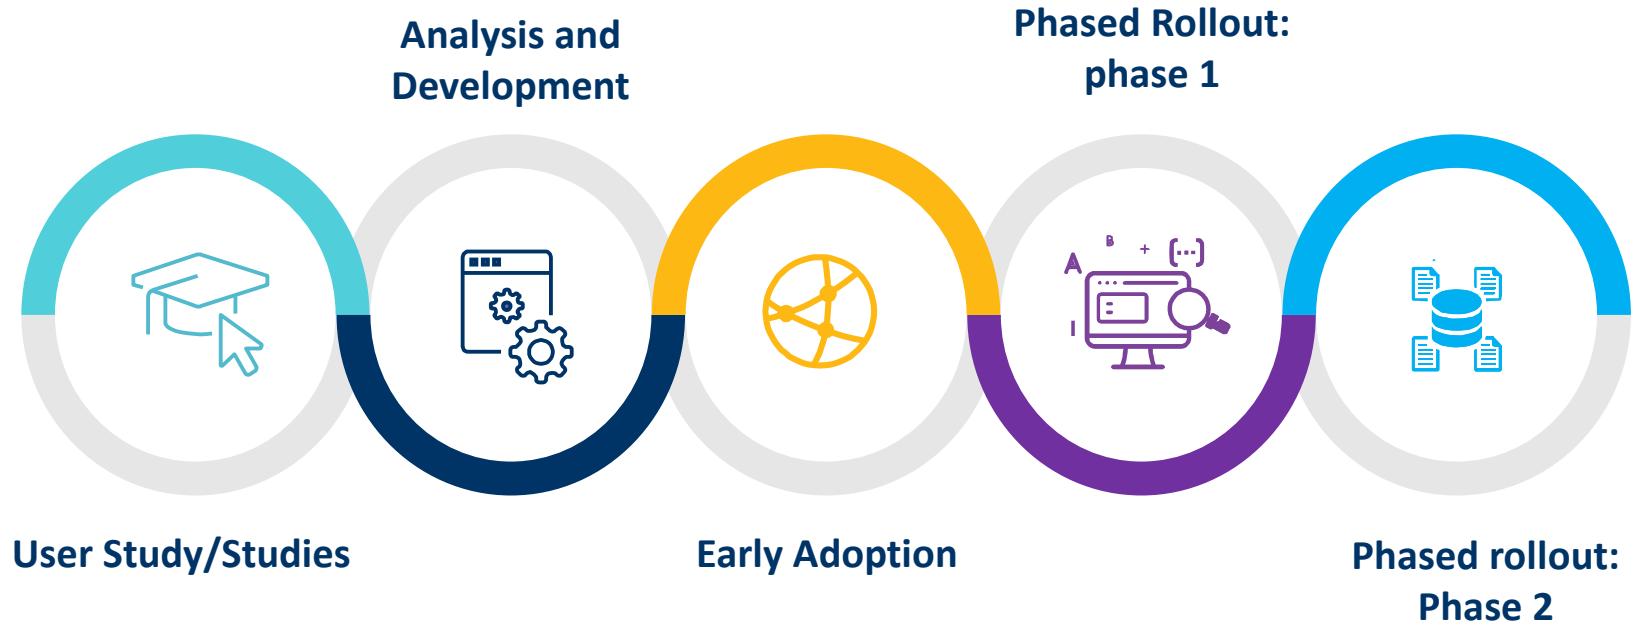 Analysis and
Development
Phased Rollout:
phase 1
A
B
+
{...}
I
User Study/Studies
Early Adoption
Phased rollout:
Phase 2